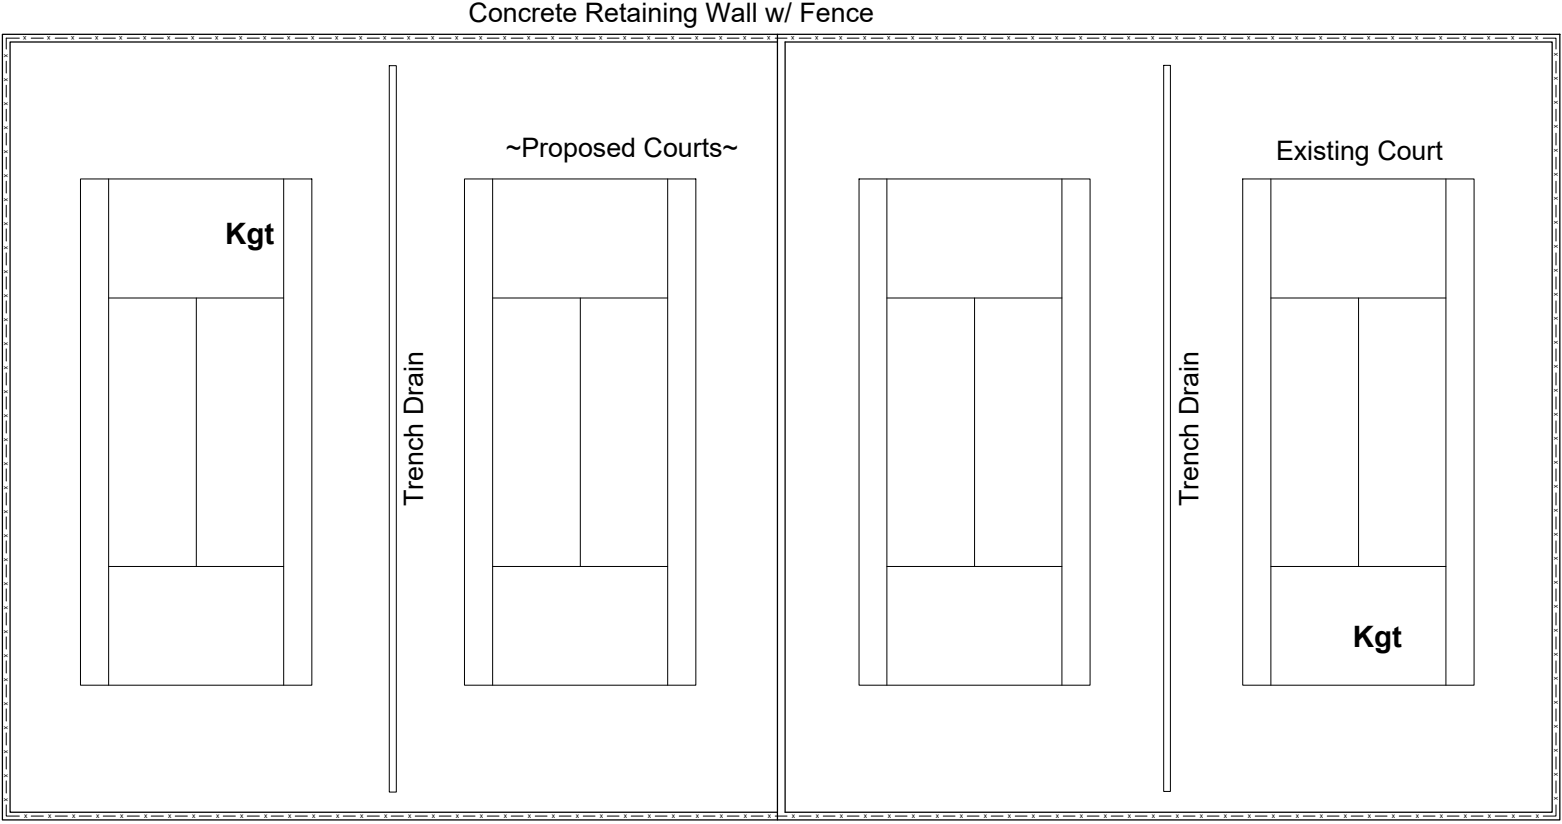 Concrete Retaining Wall w/ Fence
~Proposed Courts~
Existing Court
Kgt
Trench Drain
Trench Drain
Kgt